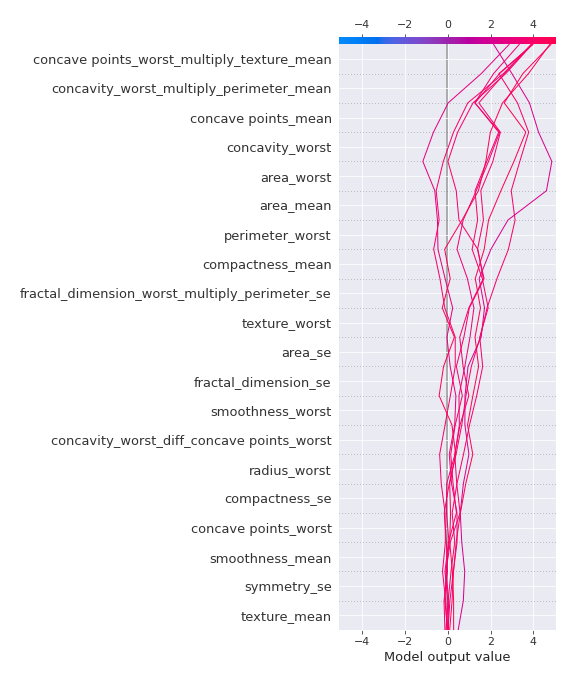 −4 −2 0 2 4
concave points_worst_multiply_texture_mean
concavity_worst_multiply_perimeter_mean
concave points_mean
concavity_worst
area_worst
area_mean
perimeter_worst
compactness_mean
fractal_dimension_worst_multiply_perimeter_se
texture_worst
area_se
fractal_dimension_se
smoothness_worst
concavity_worst_diff_concave points_worst
radius_worst
compactness_se
concave points_worst
smoothness_mean
symmetry_se
texture_mean
−4 −2 0 2 4
Model output value